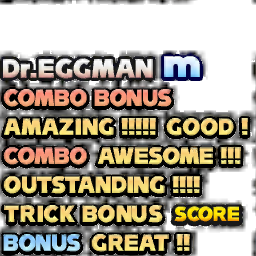 Dr.EGGMAN m
COMBO BONUS
AMAZING !!!!! GOOD !
COMBO AWESOME !!!
OUTSTANDING !!!!
TRICK BONUS SCORE
BONUS GREAT !!